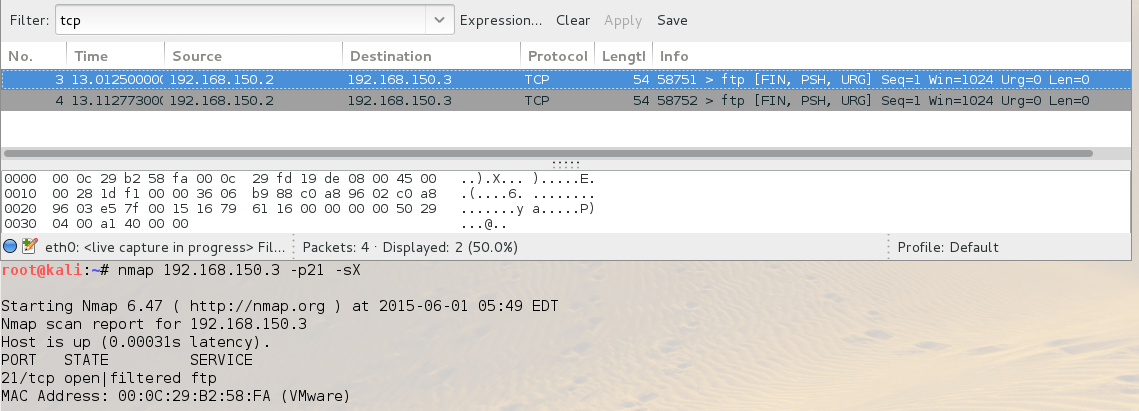 Filter: tcp Expression... Clear Apply Save
No. Time Source Destination Protocol Lengtl Info
3 13.012500000 192.168.150.2 192.168.150.3 TCP 54 58751 > ftp [FIN, PSH, URG] Seq=1 Win=1024 Urg=0 Len=0
4 13.112773000 192.168.150.2 192.168.150.3 TCP 54 58752 > ftp [FIN, PSH, URG] Seq=1 Win=1024 Urg=0 Len=0
0000 00 0c 29 b2 58 fa 00 0c 29 fd 19 de 08 00 45 00 ..).X... ).....E.
0010 00 28 1d f1 00 00 36 06 b9 88 c0 a8 96 02 c0 a8 .(....6. ........
0020 96 03 e5 7f 00 15 16 79 61 16 00 00 00 00 50 29 .......y a.....P)
0030 04 00 a1 40 00 00 ...@..
eth0: <live capture in progress> Fil... Packets: 4 · Displayed: 2 (50.0%) Profile: Default
root@kali:~# nmap 192.168.150.3 -p21 -sX
Starting Nmap 6.47 ( http://nmap.org ) at 2015-06-01 05:49 EDT
Nmap scan report for 192.168.150.3
Host is up (0.00031s latency).
PORT STATE SERVICE
21/tcp open|filtered ftp
MAC Address: 00:0C:29:B2:58:FA (VMware)